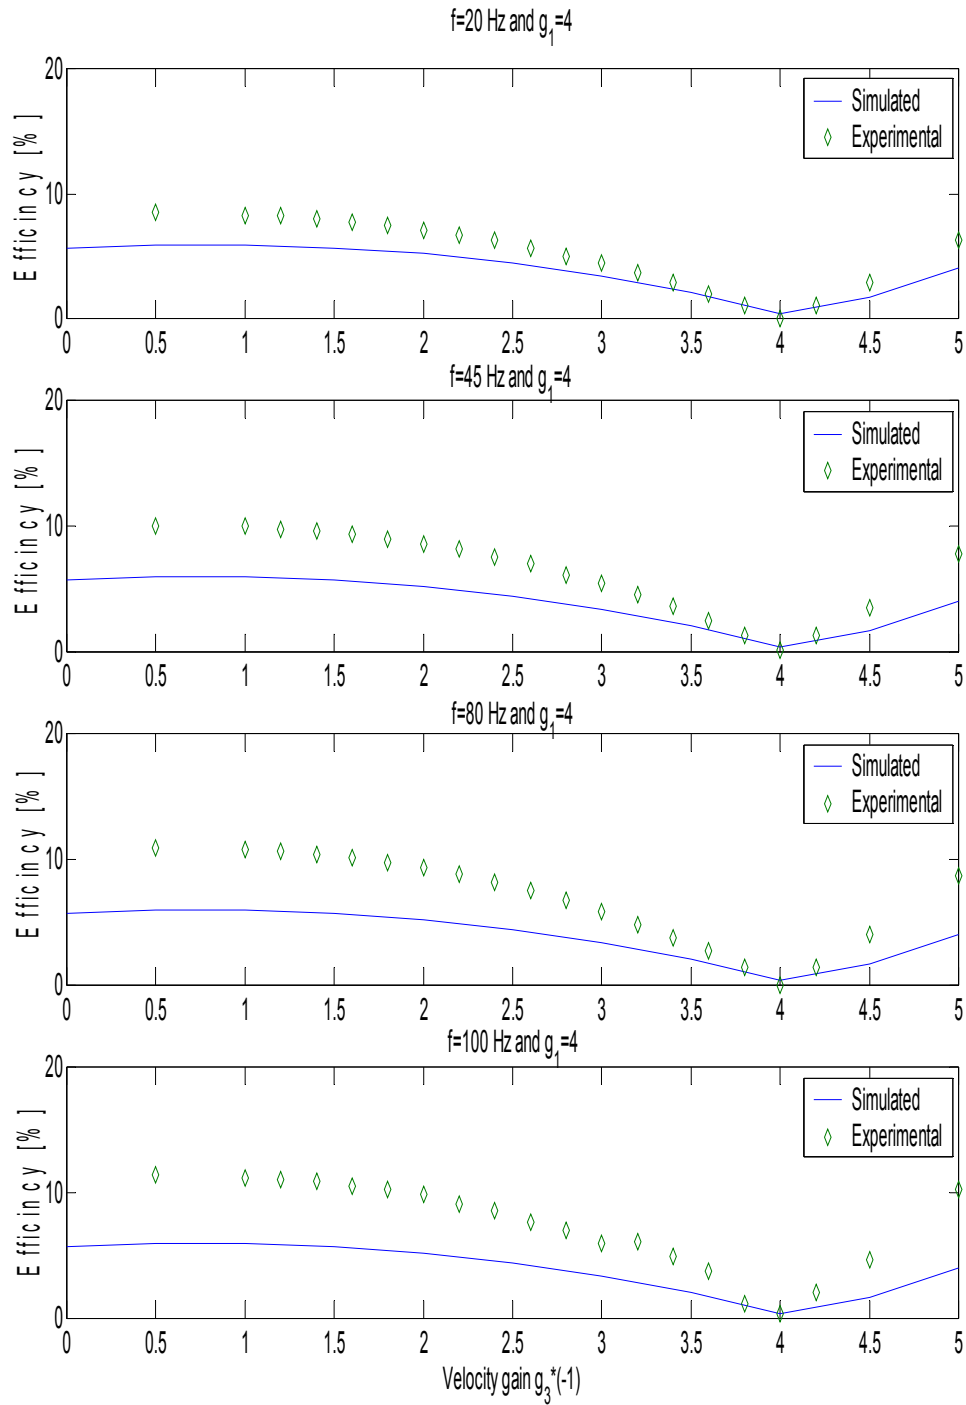 f=20 Hz and g1=4
20
Simulated
Experimental
10
0
Efficincy [%]
0 0.5 1 1.5 2 2.5 3 3.5 4 4.5 5
f=45 Hz and g1=4
20
Simulated
Experimental
10
0
Efficincy [%]
0 0.5 1 1.5 2 2.5 3 3.5 4 4.5 5
f=80 Hz and g1=4
20
Simulated
Experimental
10
0
Efficincy [%]
0 0.5 1 1.5 2 2.5 3 3.5 4 4.5 5
f=100 Hz and g1=4
20
Simulated
Experimental
10
0
Efficincy [%]
0 0.5 1 1.5 2 2.5 3 3.5 4 4.5 5
Velocity gain g3*(-1)